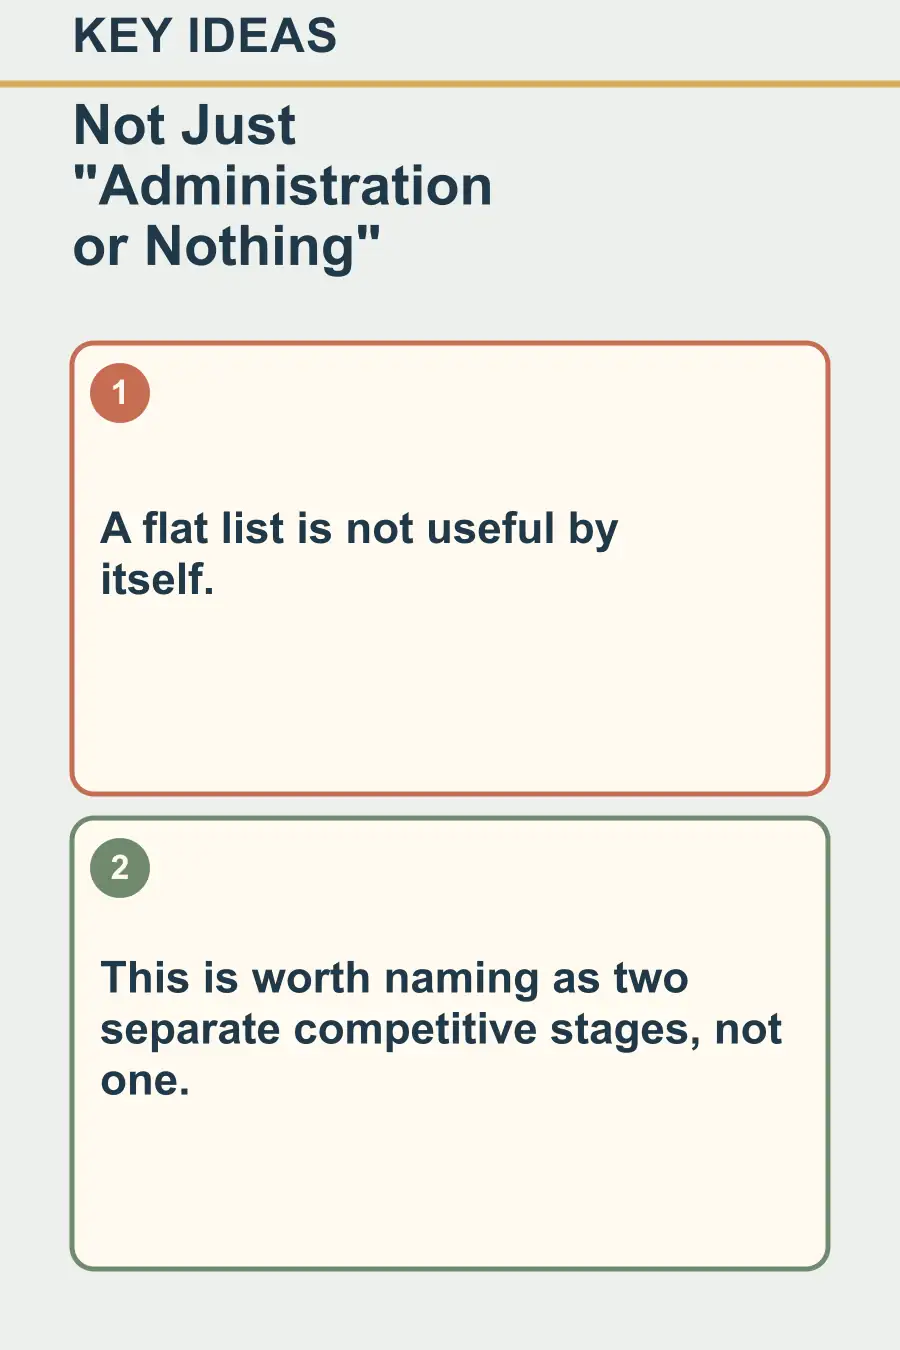 KEY IDEAS
Not Just
"Administration
or Nothing"
1
A flat list is not useful by
itself.
2
This is worth naming as two
separate competitive stages, not
one.